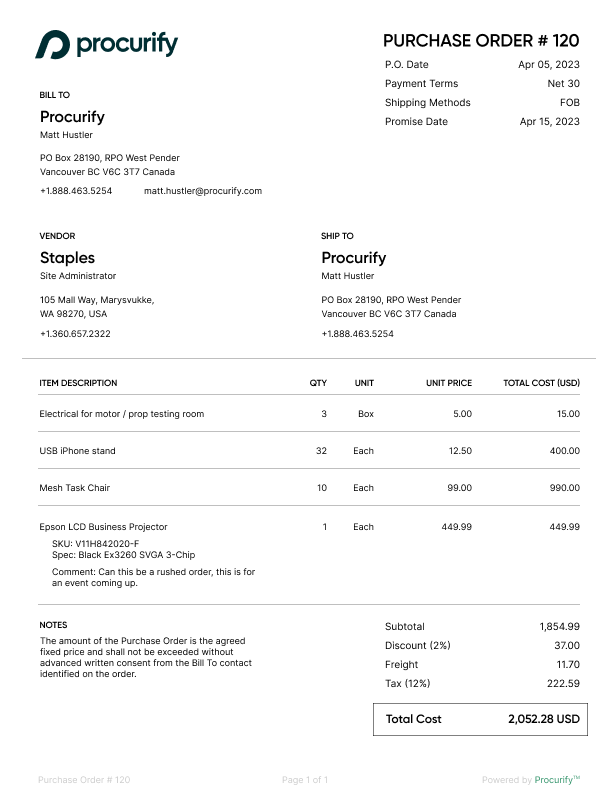 procurify
PURCHASE ORDER # 120
P.O. Date Apr 05, 2023
Payment Terms Net 30
Shipping Methods FOB
Promise Date Apr 15, 2023
BILL TO
Procurify
Matt Hustler
PO Box 28190, RPO West Pender
Vancouver BC V6C 3T7 Canada
+1.888.463.5254 matt.hustler@procurify.com
VENDOR
Staples
Site Administrator
105 Mall Way, Marysvukke,
WA 98270, USA
+1.360.657.2322
SHIP TO
Procurify
Matt Hustler
PO Box 28190, RPO West Pender
Vancouver BC V6C 3T7 Canada
+1.888.463.5254
ITEM DESCRIPTION QTY UNIT UNIT PRICE TOTAL COST (USD)
Electrical for motor / prop testing room 3 Box 5.00 15.00
USB iPhone stand 32 Each 12.50 400.00
Mesh Task Chair 10 Each 99.00 990.00
Epson LCD Business Projector 1 Each 449.99 449.99
SKU: V11H842020-F
Spec: Black Ex3260 SVGA 3-Chip
Comment: Can this be a rushed order, this is for
an event coming up.
NOTES
The amount of the Purchase Order is the agreed
fixed price and shall not be exceeded without
advanced written consent from the Bill To contact
identified on the order.
Subtotal 1,854.99
Discount (2%) 37.00
Freight 11.70
Tax (12%) 222.59
Total Cost 2,052.28 USD
Purchase Order # 120 Page 1 of 1 Powered by Procurify™